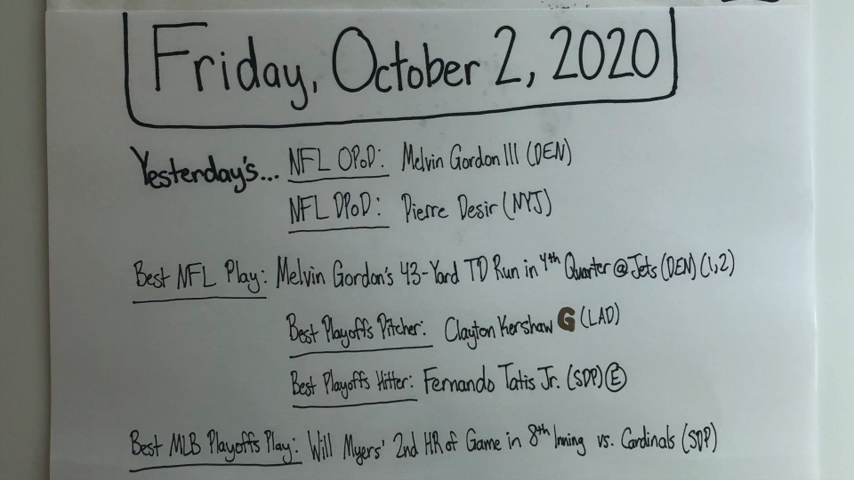 Friday, October 2, 2020
Yesterday's... NFL OPoD: Melvin Gordon III (DEN)
NFL DPoD: Pierre Desir (NYJ)
Best NFL Play: Melvin Gordon's 43-Yard TD Run in 4th Quarter @ Jets (DEN) (1,2)
Best Playoffs Pitcher: Clayton Kershaw G (LAD)
Best Playoffs Hitter: Fernando Tatis Jr. (SDP) Ⓔ
Best MLB Playoffs Play: Will Myers' 2nd HR of Game in 8th Inning vs. Cardinals (SDP)